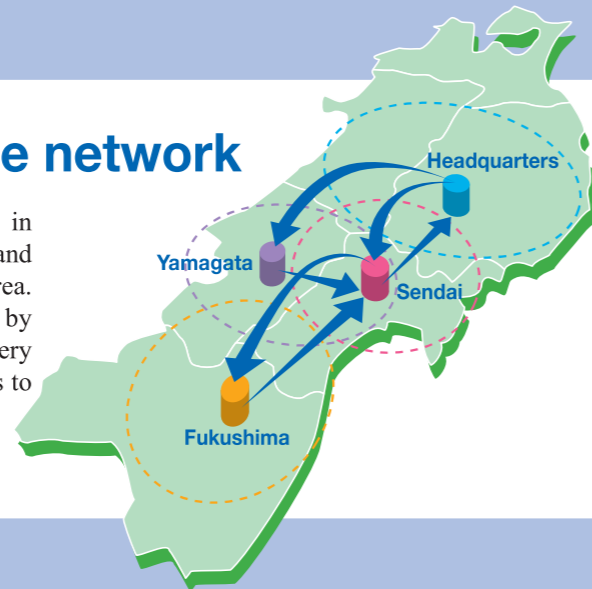 e network
in
and
rea.
by
ery
s to
Headquarters
Yamagata
Sendai
Fukushima